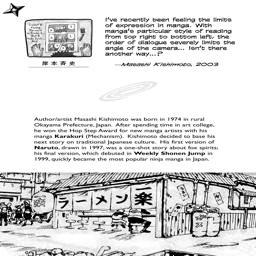 岸本斉史
I've recently been feeling the limits
of expression in manga. With
manga's particular style of reading
from top right to bottom left, the
order of dialogue severely limits the
angle of the camera... Isn't there
another way...?
—Masashi Kishimoto, 2003
Author/artist Masashi Kishimoto was born in 1974 in rural
Okayama Prefecture, Japan. After spending time in art college,
he won the Hop Step Award for new manga artists with his
manga Karakuri (Mechanism). Kishimoto decided to base his
next story on traditional Japanese culture. His first version of
Naruto, drawn in 1997, was a one-shot story about fox spirits;
his final version, which debuted in Weekly Shonen Jump in
1999, quickly became the most popular ninja manga in Japan.
ラーメン
楽